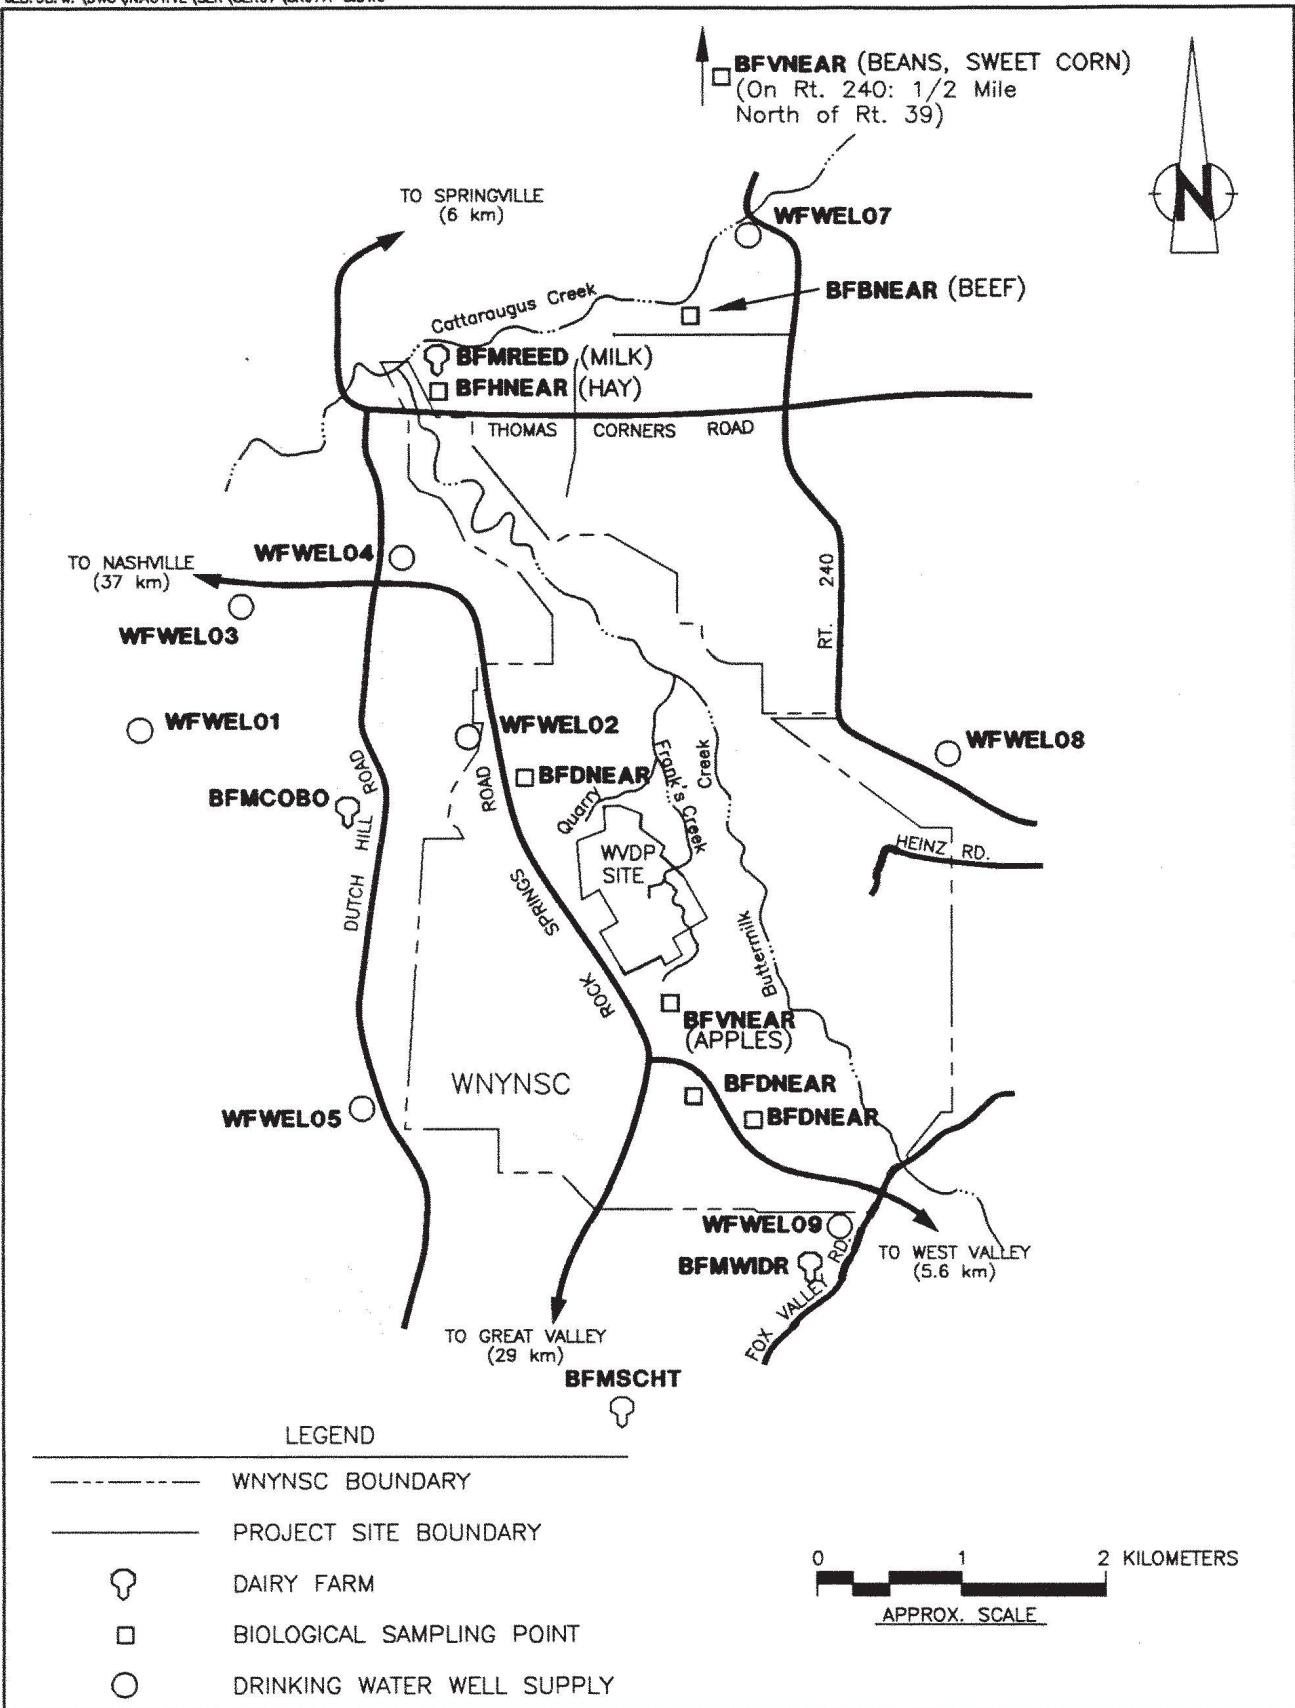 BFVNEAR (BEANS, SWEET CORN)
(On Rt. 240: 1/2 Mile
North of Rt. 39)
N
TO SPRINGVILLE
(6 km)
WFWEL07
BFBNEAR (BEEF)
Cattaraugus Creek
BFMREED (MILK)
BFHNEAR (HAY)
THOMAS CORNERS ROAD
WFWEL04
TO NASHVILLE
(37 km)
WFWEL03
RT. 240
WFWEL01
WFWEL02
WFWEL08
BFDNEAR
BFMCOBO
DUTCH HILL ROAD
Quarry
Frank's Creek
Creek
WVDP
SITE
HEINZ RD.
ROCK SPRINGS ROAD
Buttermilk
BFVNEAR
(APPLES)
WNYNSC
BFDNEAR
BFDNEAR
WFWEL05
WFWEL09
BFMWIDR
FOX VALLEY RD.
TO WEST VALLEY
(5.6 km)
TO GREAT VALLEY
(29 km)
BFMSCHT
LEGEND
WNYNSC BOUNDARY
PROJECT SITE BOUNDARY
DAIRY FARM
BIOLOGICAL SAMPLING POINT
DRINKING WATER WELL SUPPLY
0 1 2 KILOMETERS
APPROX. SCALE